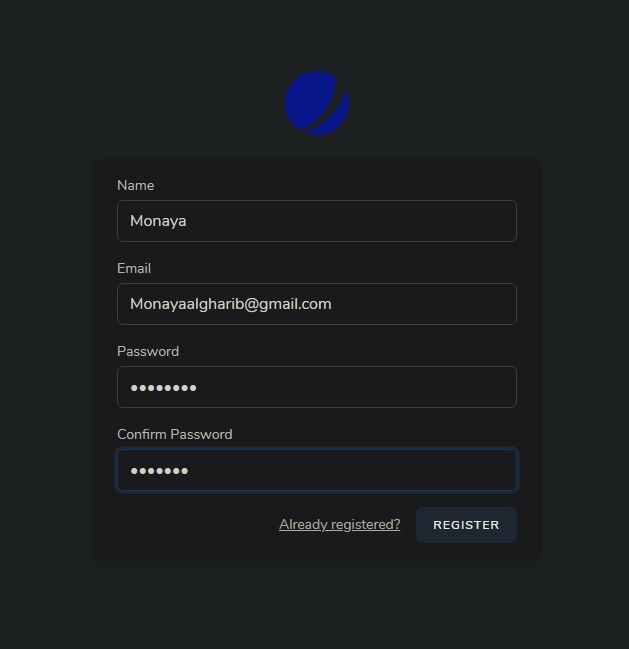 Name
Monaya
Email
Monayaalgharib@gmail.com
Password
••••••••
Confirm Password
•••••••
Already registered? REGISTER